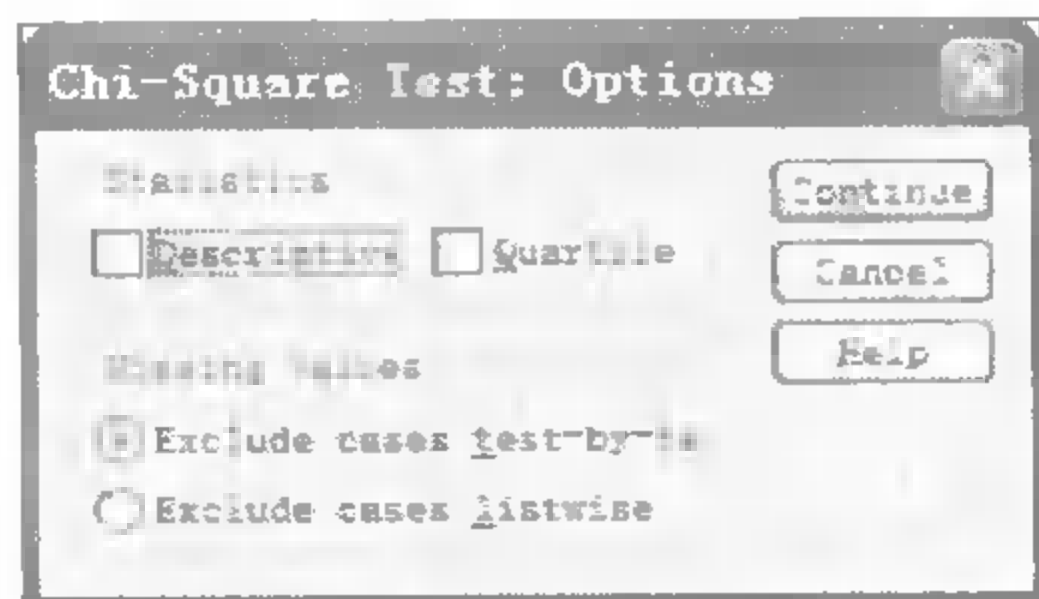 Chi-Square Test: Options
Statistics
Descriptive Quartile
Missing Values
Exclude cases test-by-te
Exclude cases listwise
Continue
Cancel
Help